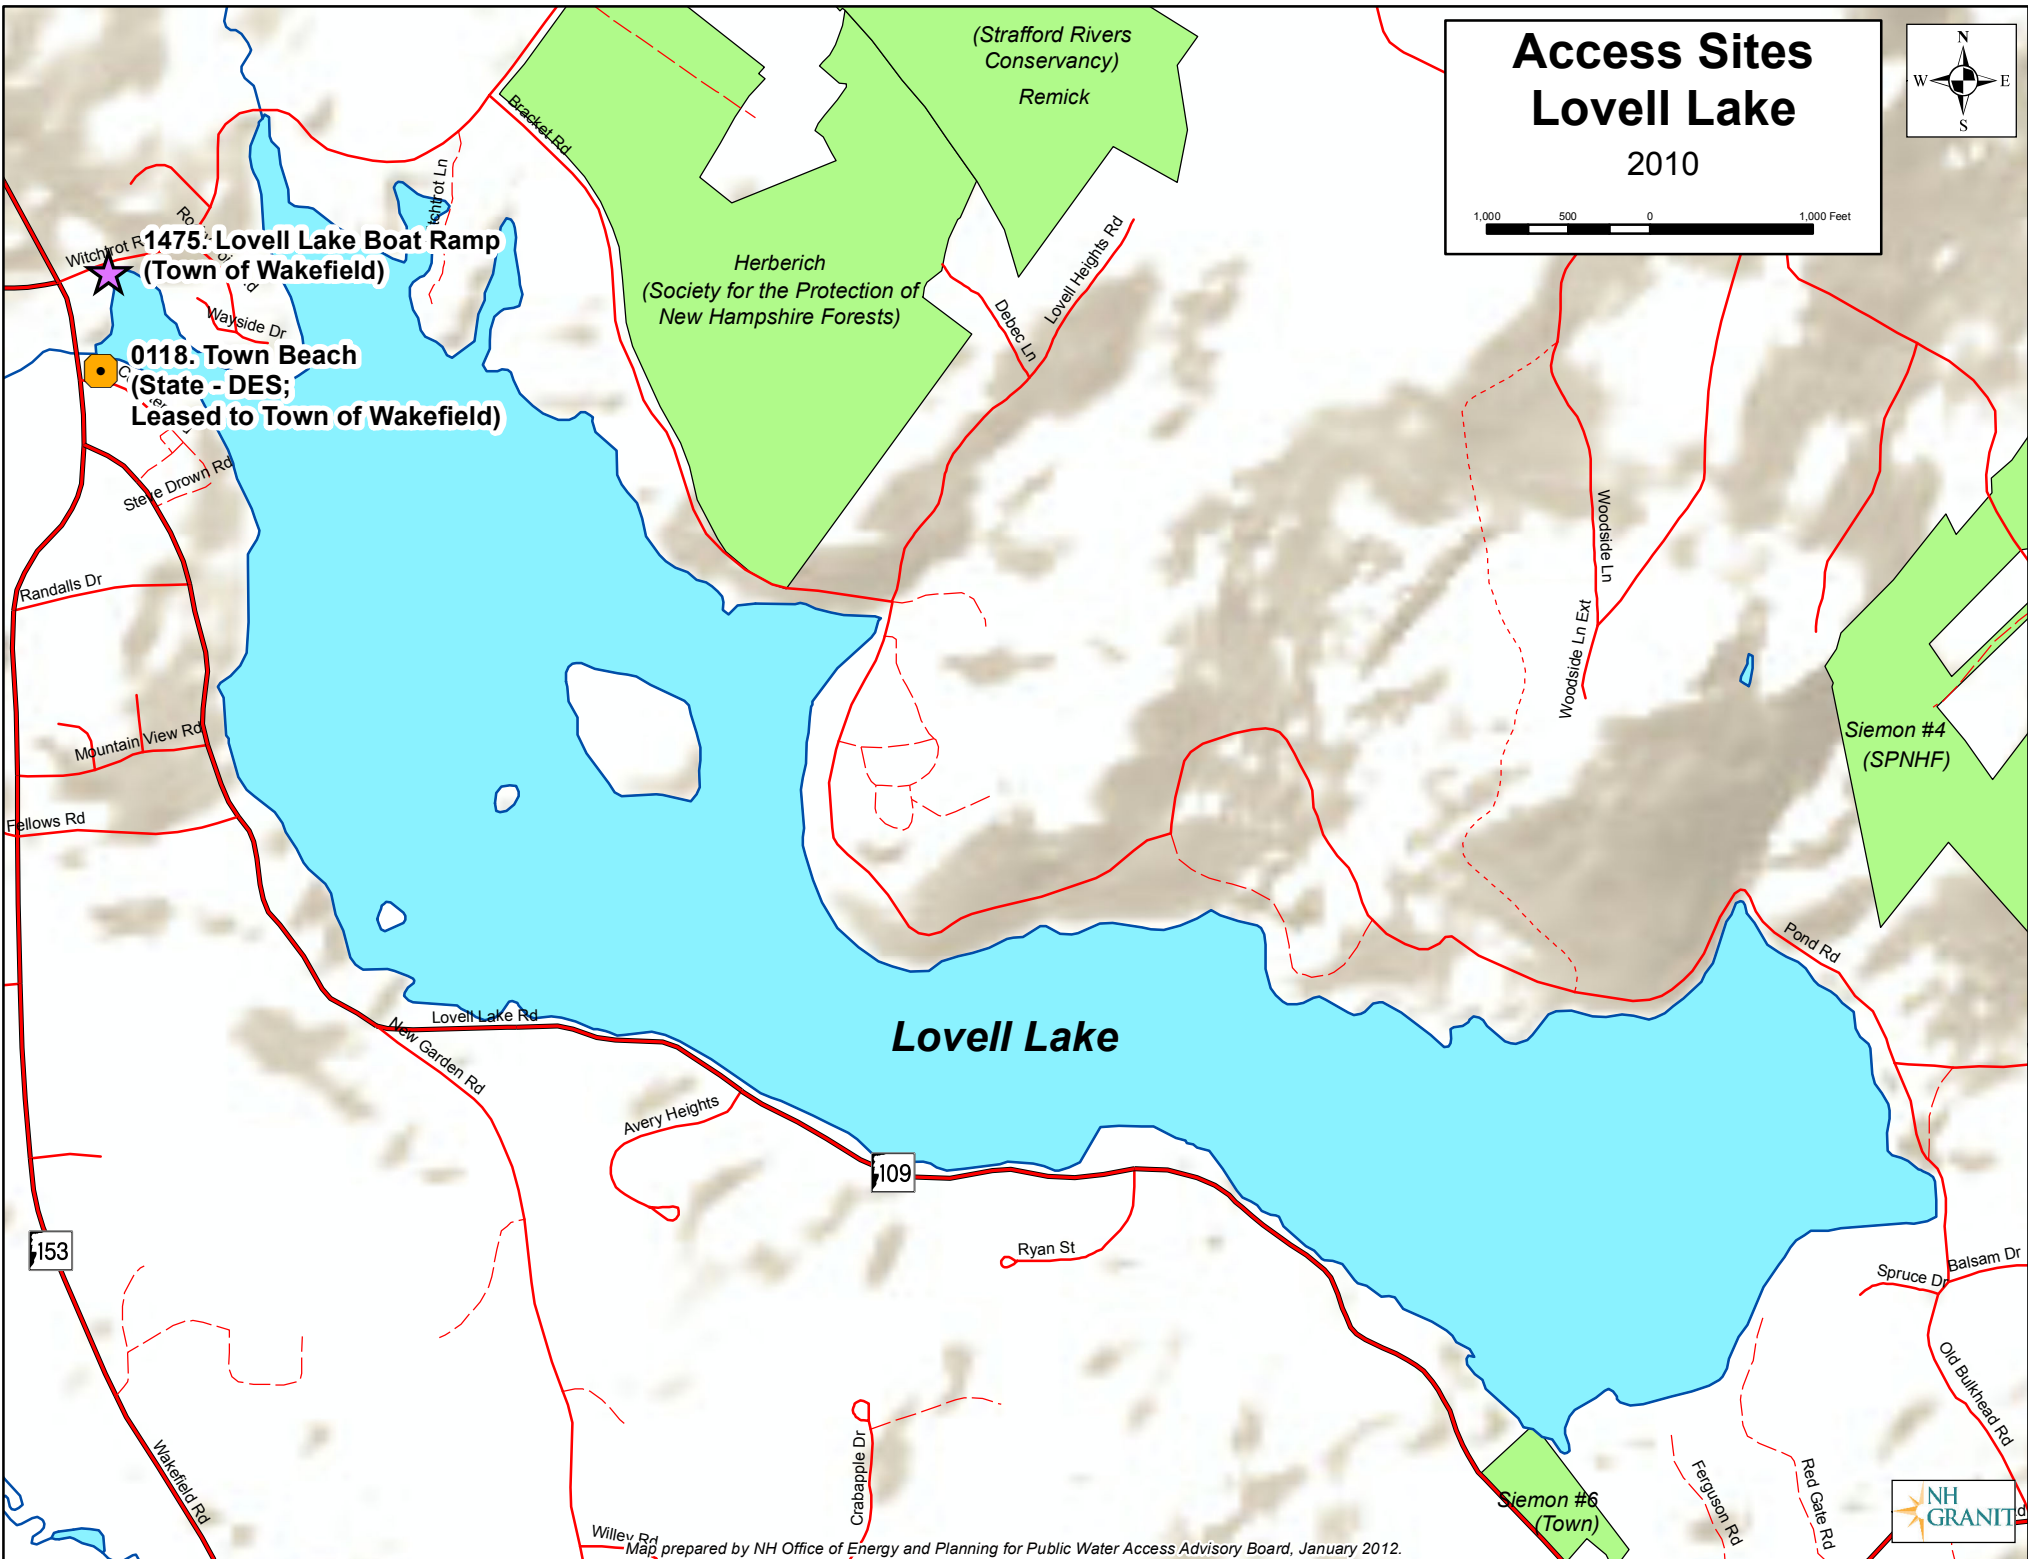 Access Sites
Lovell Lake
2010
1,000 500 0 1,000 Feet
N
W E
S
(Strafford Rivers
Conservancy)
Remick
Bracket Rd
Witchtrot
1475. Lovell Lake Boat Ramp
(Town of Wakefield)
Wayside Dr
0118. Town Beach
(State - DES;
Leased to Town of Wakefield)
Herberich
(Society for the Protection of
New Hampshire Forests)
Debec Ln
Lovell Heights Rd
Steve Drown Rd
Randalls Dr
Mountain View Rd
Fellows Rd
Woodside Ln
Woodside Ln Ext
Siemon #4
(SPNHF)
Pond Rd
Lovell Lake Rd
New Garden Rd
Lovell Lake
Avery Heights
109
Ryan St
153
Spruce Dr
Balsam Dr
Old Bulkhead Rd
Wakefield Rd
Crabapple Dr
Siemon #6
(Town)
Ferguson Rd
Red Gate Rd
NH
GRANIT
Willey Rd
Map prepared by NH Office of Energy and Planning for Public Water Access Advisory Board, January 2012.